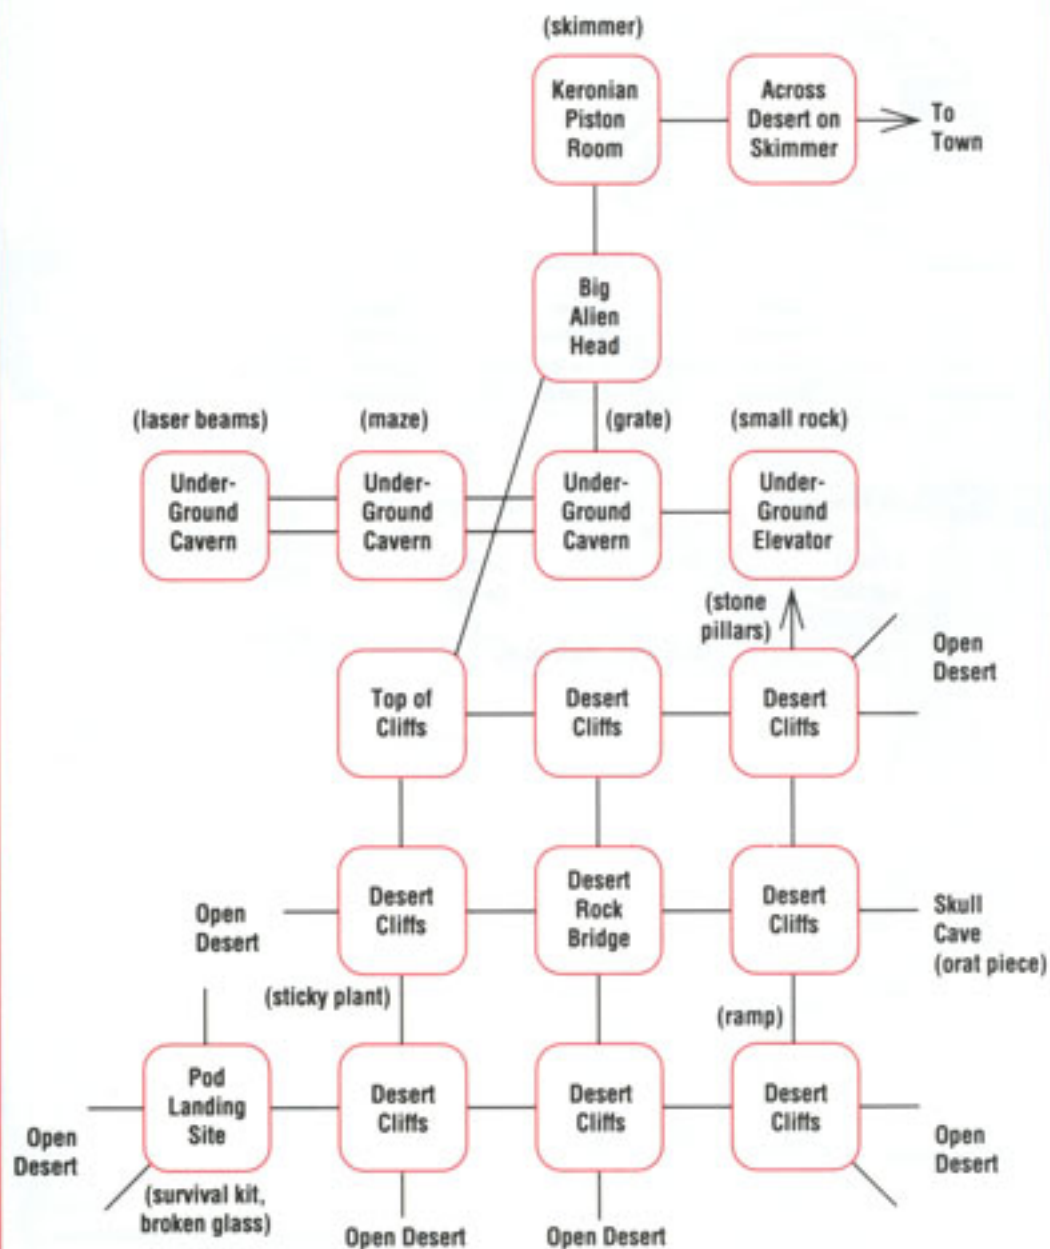 (skimmer)
Keronian
Piston
Room
Across
Desert on
Skimmer
To
Town
Big
Alien
Head
(laser beams)
(maze)
(grate)
(small rock)
Under-
Ground
Cavern
Under-
Ground
Cavern
Under-
Ground
Cavern
Under-
Ground
Elevator
(stone
pillars)
Open
Desert
Top of
Cliffs
Desert
Cliffs
Desert
Cliffs
Open
Desert
Desert
Cliffs
Desert
Rock
Bridge
Desert
Cliffs
Skull
Cave
(orat piece)
(sticky plant)
(ramp)
Pod
Landing
Site
Desert
Cliffs
Desert
Cliffs
Desert
Cliffs
Open
Desert
Open
Desert
(survival kit,
broken glass)
Open Desert
Open Desert